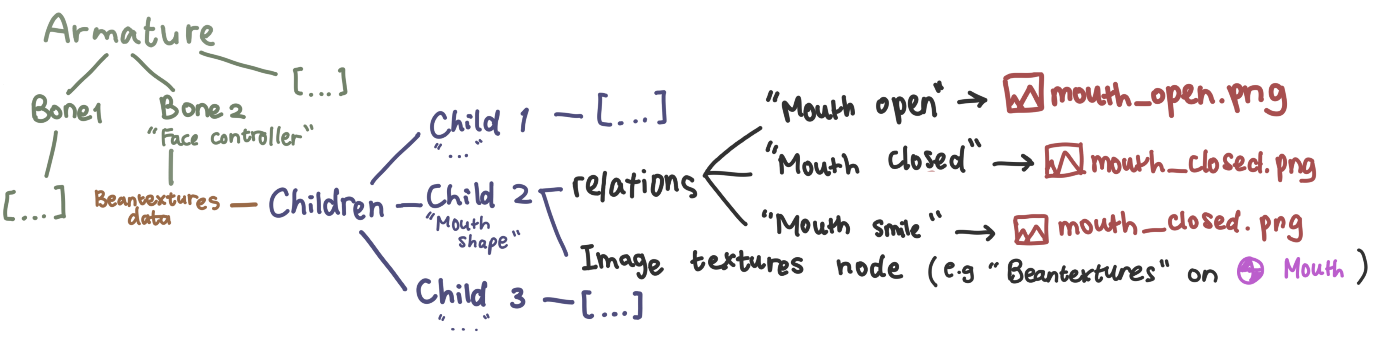 Armature
Bone1
Bone 2
"Face controller"
[...]
[...]
Beantextures
data
Children
Child 1
"..."
[...]
Child 2
"Mouth
shape"
Child 3
"...."
[...]
relations
"Mouth open" → mouth_open.png
"Mouth closed" → mouth_closed.png
"Mouth smile" → mouth_closed.png
Image textures node (e.g "Beantextures" on Mouth)